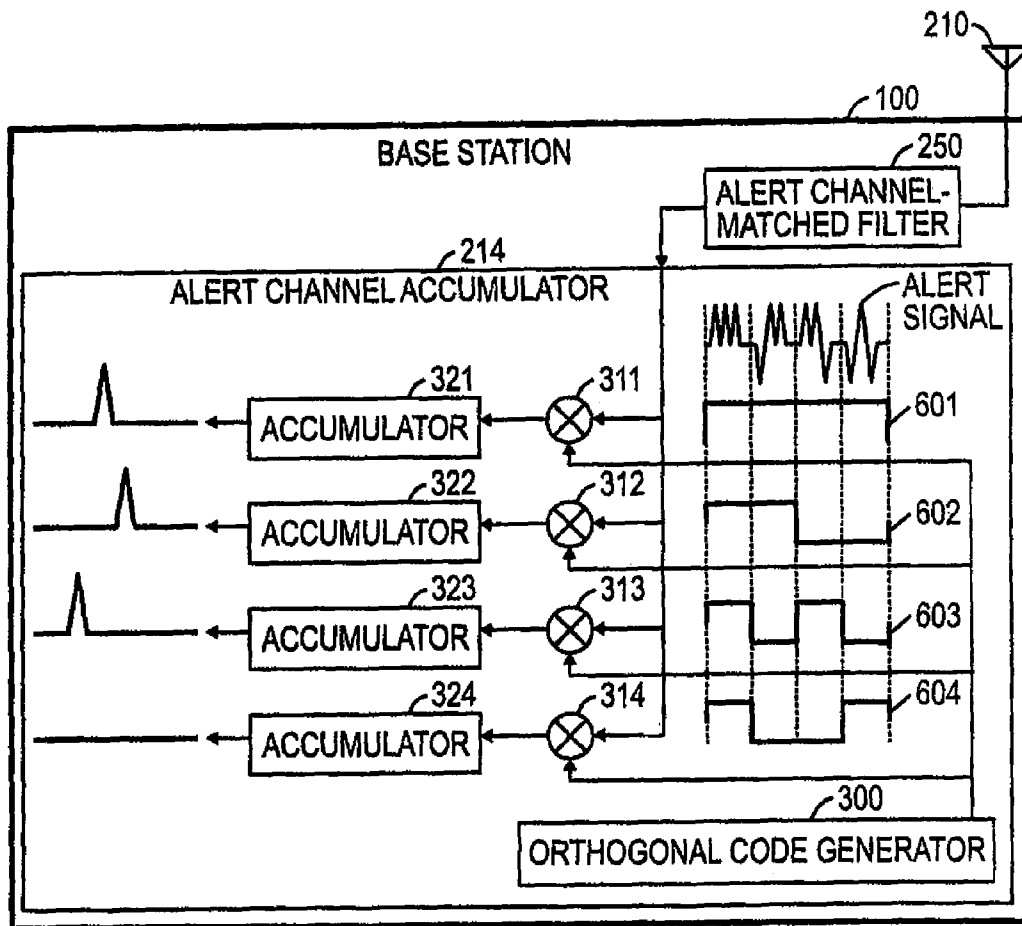 210
100
BASE STATION
250
ALERT CHANNEL-
MATCHED FILTER
214
ALERT CHANNEL ACCUMULATOR
ALERT
SIGNAL
321
311
ACCUMULATOR
601
322
312
ACCUMULATOR
602
323
313
ACCUMULATOR
603
324
314
604
ACCUMULATOR
300
ORTHOGONAL CODE GENERATOR